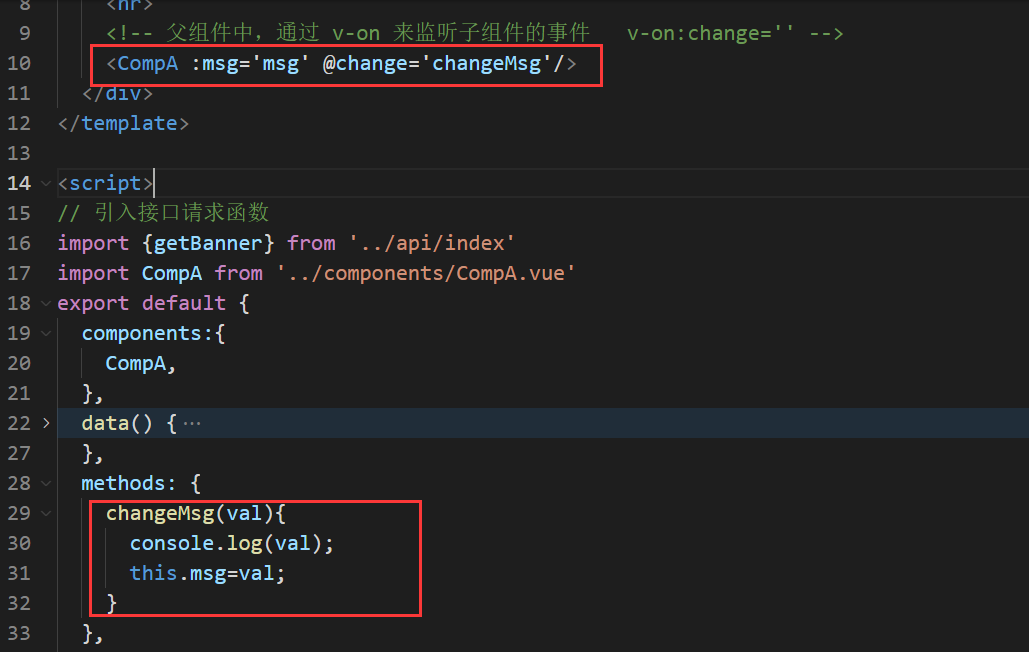 8 <hr>
9 <!-- 父组件中，通过 v-on 来监听子组件的事件   v-on:change='' -->
10 <CompA :msg='msg' @change='changeMsg'/>
11 </div>
12 </template>
13
14 <script>
15 // 引入接口请求函数
16 import {getBanner} from '../api/index'
17 import CompA from '../components/CompA.vue'
18 export default {
19 components:{
20 CompA,
21 },
22 data() { ···
27 },
28 methods: {
29 changeMsg(val){
30 console.log(val);
31 this.msg=val;
32 }
33 },